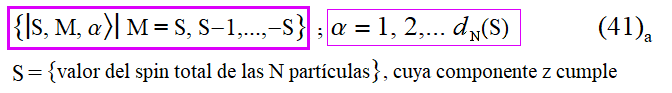 {|S, M, α⟩| M = S, S−1,...,−S} ; α = 1, 2,... d_N(S) (41)_a
S = {valor del spin total de las N partículas}, cuya componente z cumple